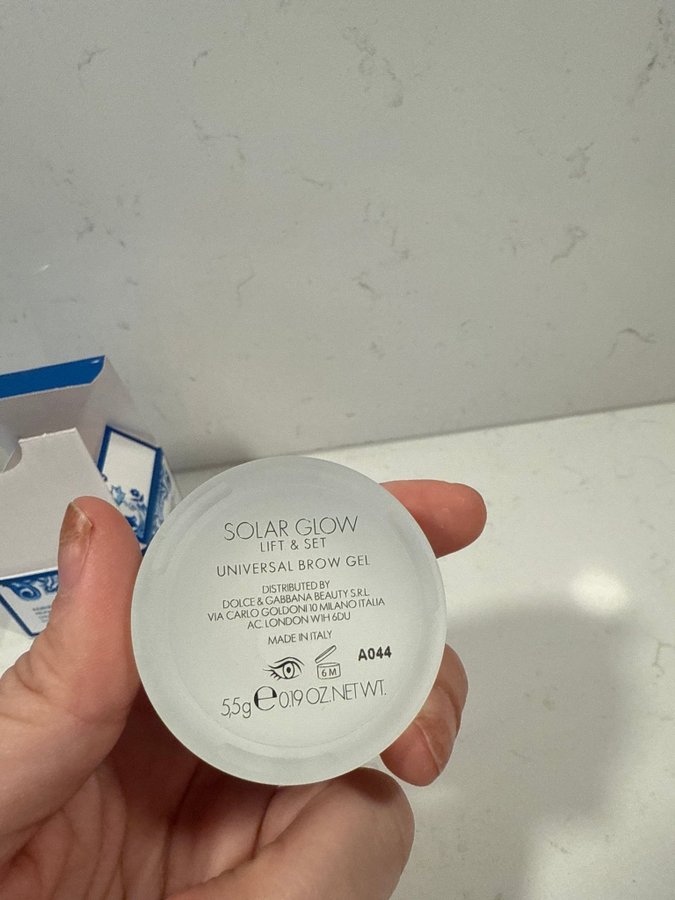 SOLAR GLOW
LIFT & SET
UNIVERSAL BROW GEL
DISTRIBUTED BY
DOLCE & GABBANA BEAUTY S.R.L
VIA CARLO GOLDONI 10 MILANO ITALIA
AC. LONDON W1H 6DU
MADE IN ITALY
6 M
A044
5,5g e 0.19 OZ. NET WT.